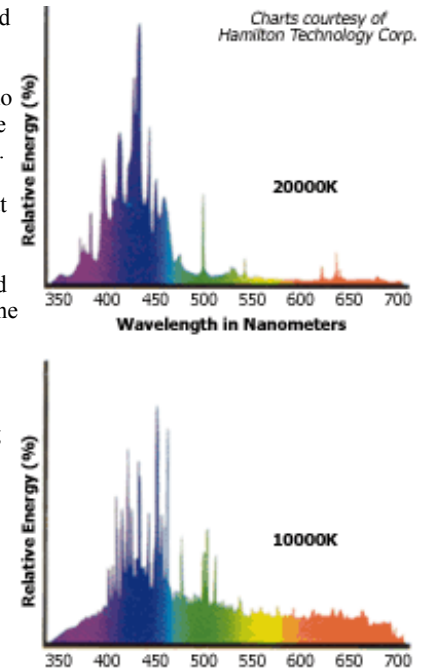 Charts courtesy of
Hamilton Technology Corp.
Relative Energy (%)
20000K
350 400 450 500 550 600 650 700
Wavelength in Nanometers
Relative Energy (%)
10000K
350 400 450 500 550 600 650 700